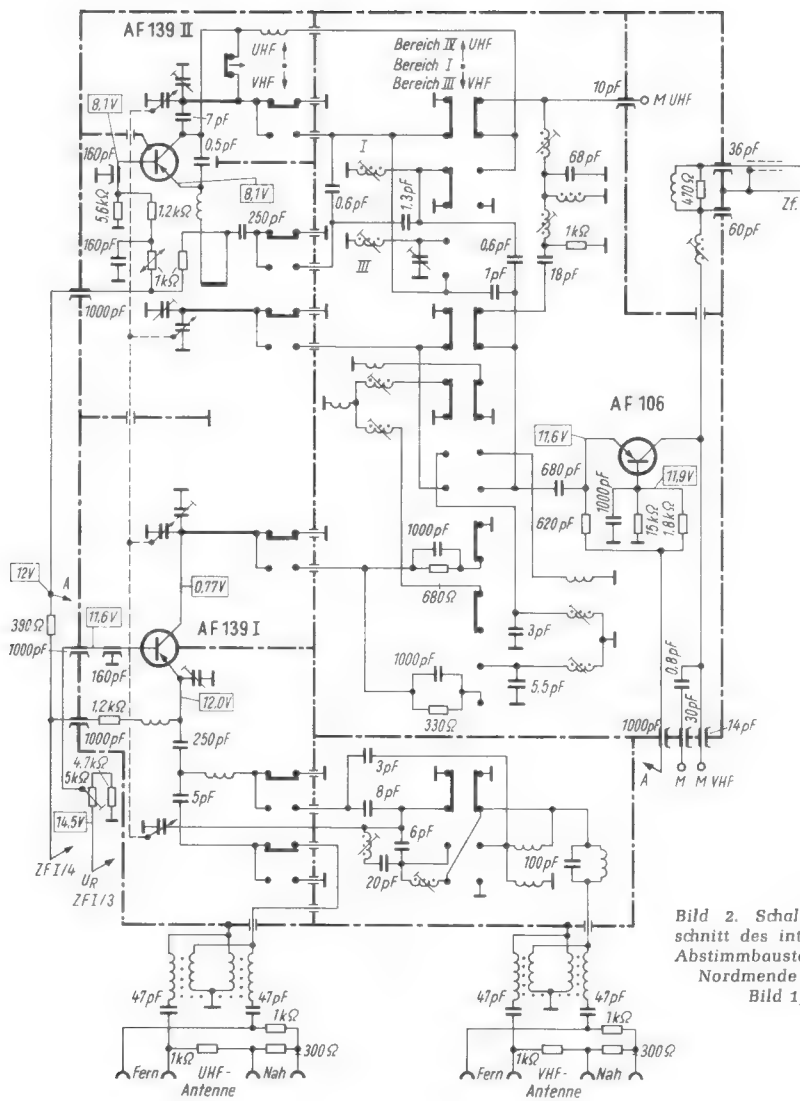 AF 139 II
UHF
VHF
Bereich IV UHF
Bereich I
Bereich III VHF
10pF
M UHF
8,1V
7pF
I
68pF
36pF
160pF
0,5pF
470Ω
Zf.
8,1V
0,6pF
1,3pF
60pF
5,6kΩ
1,2kΩ
250pF
1kΩ
160pF
III
0,6pF
1kΩ
1pF
18pF
1000pF
AF 106
11,6V
11,9V
680pF
1000pF
15kΩ
1,8kΩ
620pF
1000pF
12V
A
0,77V
680Ω
390Ω
11,6V
AF 139 I
3pF
1000pF
160pF
1000pF
0,8pF
12,0V
5,5pF
30pF
1,2kΩ
330Ω
1000pF
14pF
1000pF
250pF
3pF
A
M
M VHF
4,7kΩ
5kΩ
8pF
5pF
14,5V
6pF
100pF
ZF I/4
U_R
20pF
ZF I/3
Bild 2. Schal
schnitt des int
Abstimmbauste
Nordmende
Bild 1,
47pF
47pF
47pF
47pF
1kΩ
1kΩ
1kΩ
300Ω
1kΩ
300Ω
Fern
UHF-
Antenne
Nah
Fern
VHF-
Antenne
Nah